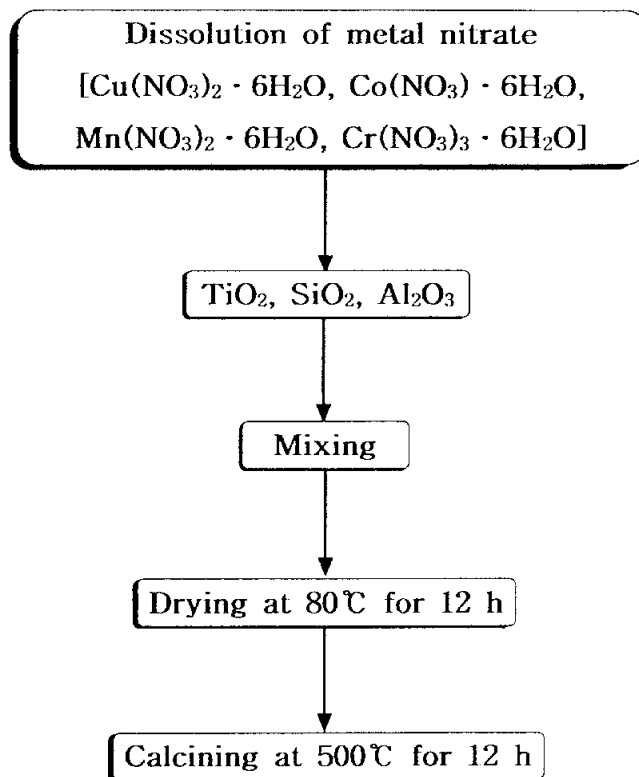 Dissolution of metal nitrate
[Cu(NO₃)₂ · 6H₂O, Co(NO₃) · 6H₂O,
Mn(NO₃)₂ · 6H₂O, Cr(NO₃)₃ · 6H₂O]
TiO₂, SiO₂, Al₂O₃
Mixing
Drying at 80℃ for 12 h
Calcining at 500℃ for 12 h